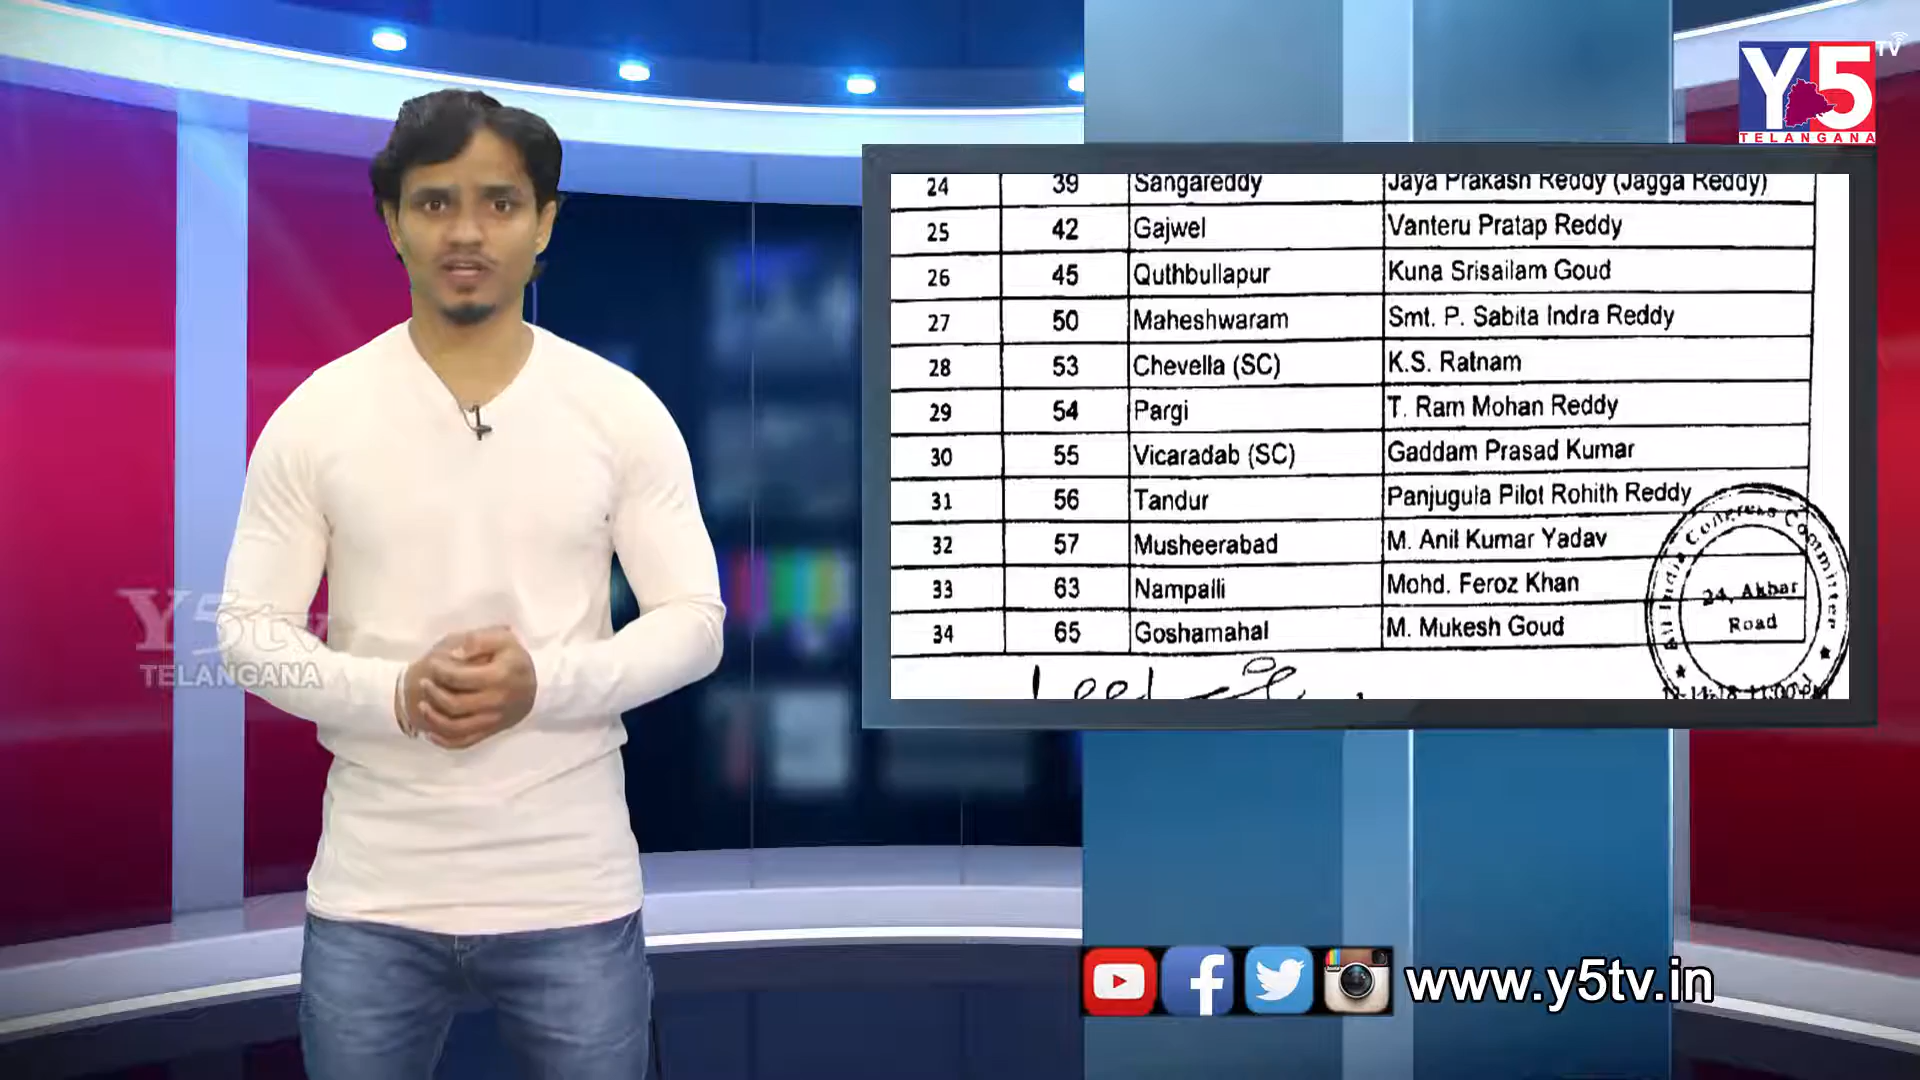 Y5 TV
TELANGANA
24 39 Sangareddy Jaya Prakash Reddy (Jagga Reddy)
25 42 Gajwel Vanteru Pratap Reddy
26 45 Quthbullapur Kuna Srisailam Goud
27 50 Maheshwaram Smt. P. Sabita Indra Reddy
28 53 Chevella (SC) K.S. Ratnam
29 54 Pargi T. Ram Mohan Reddy
30 55 Vicaradab (SC) Gaddam Prasad Kumar
31 56 Tandur Panjugula Pilot Rohith Reddy
32 57 Musheerabad M. Anil Kumar Yadav
33 63 Nampalli Mohd. Feroz Khan
34 65 Goshamahal M. Mukesh Goud
All India Congress Committee
24, Akbar
Road
Y5tv
TELANGANA
www.y5tv.in